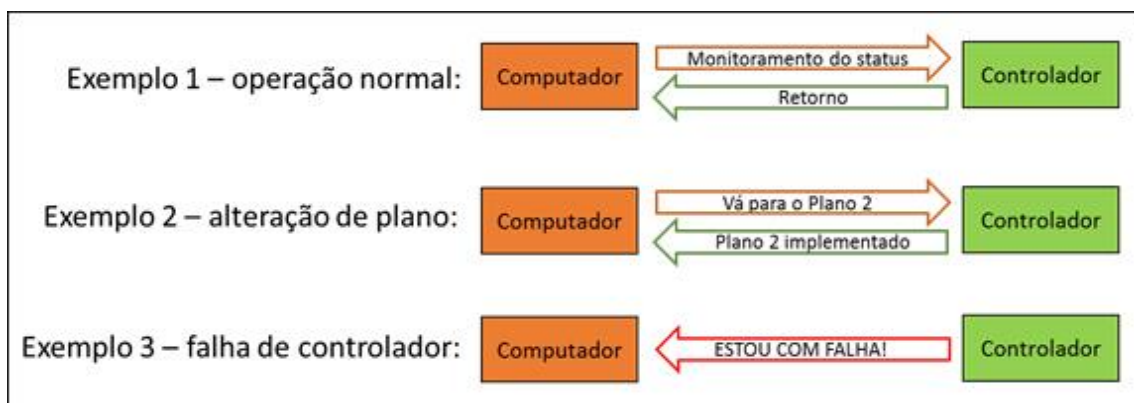 Exemplo 1 – operação normal:
Computador
Monitoramento do status
Retorno
Controlador
Exemplo 2 – alteração de plano:
Computador
Vá para o Plano 2
Plano 2 implementado
Controlador
Exemplo 3 – falha de controlador:
Computador
ESTOU COM FALHA!
Controlador